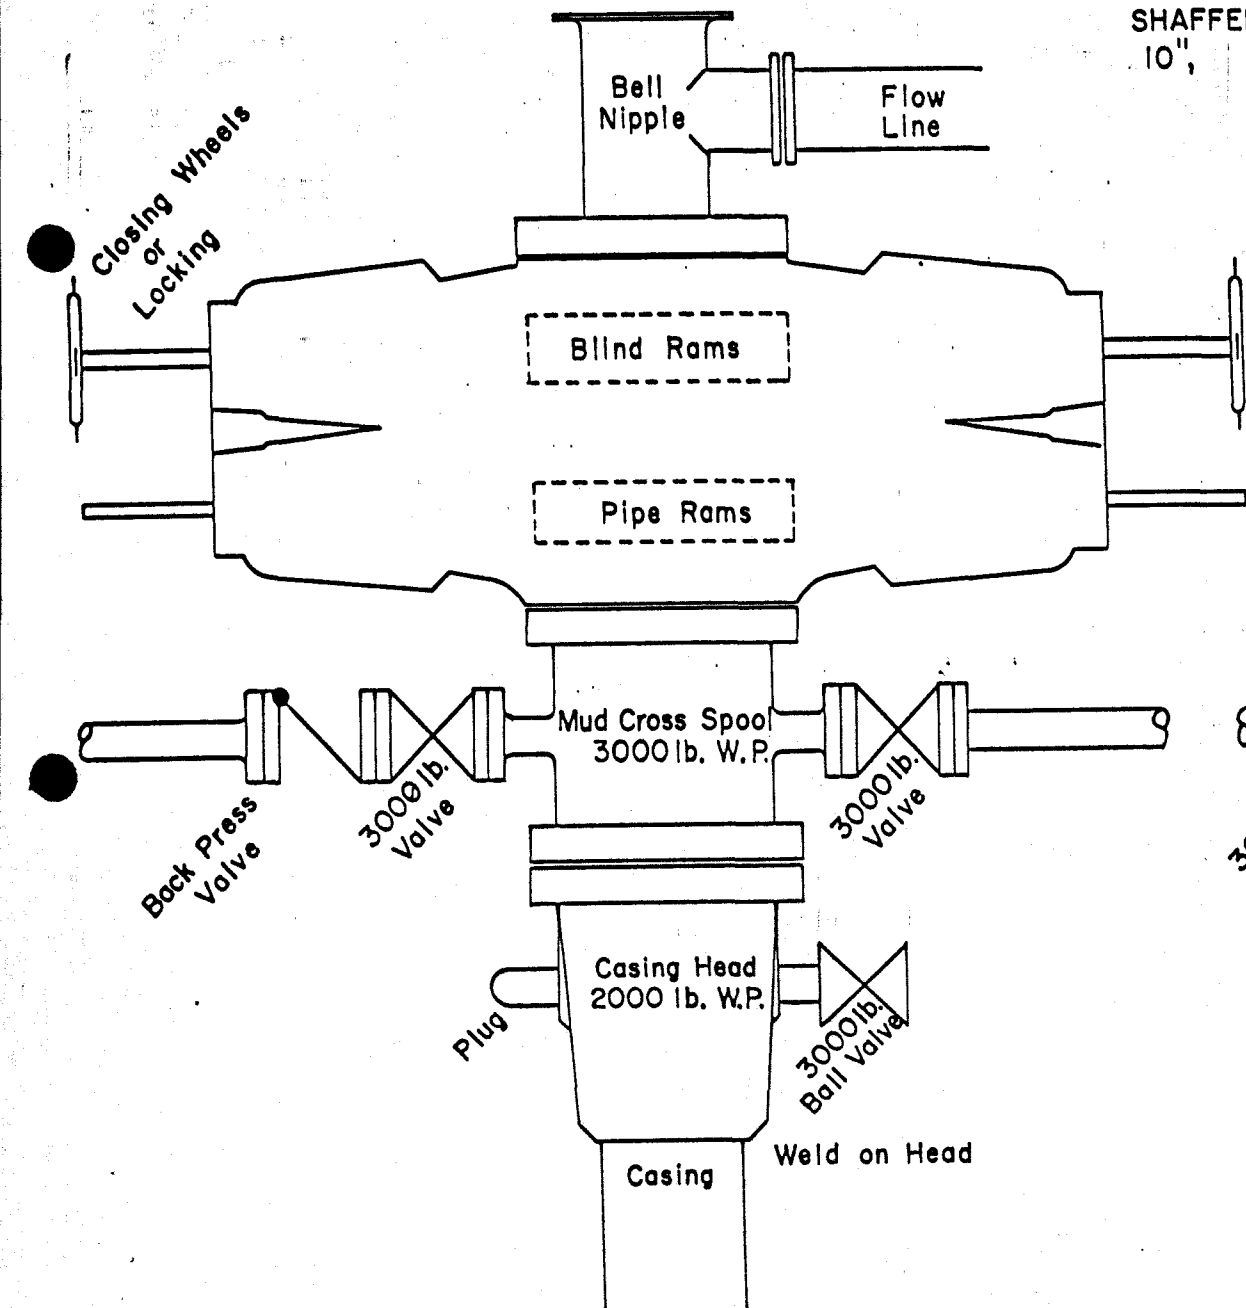 SHAFFE
10",
Bell
Nipple
Flow
Line
Closing Wheels
or
Locking
Blind Rams
Pipe Rams
Mud Cross Spool
3000 lb. W.P.
3000 lb.
Valve
3000 lb.
Valve
Back Press
Valve
Casing Head
2000 lb. W.P.
Plug
3000 lb.
Ball Valve
Weld on Head
Casing